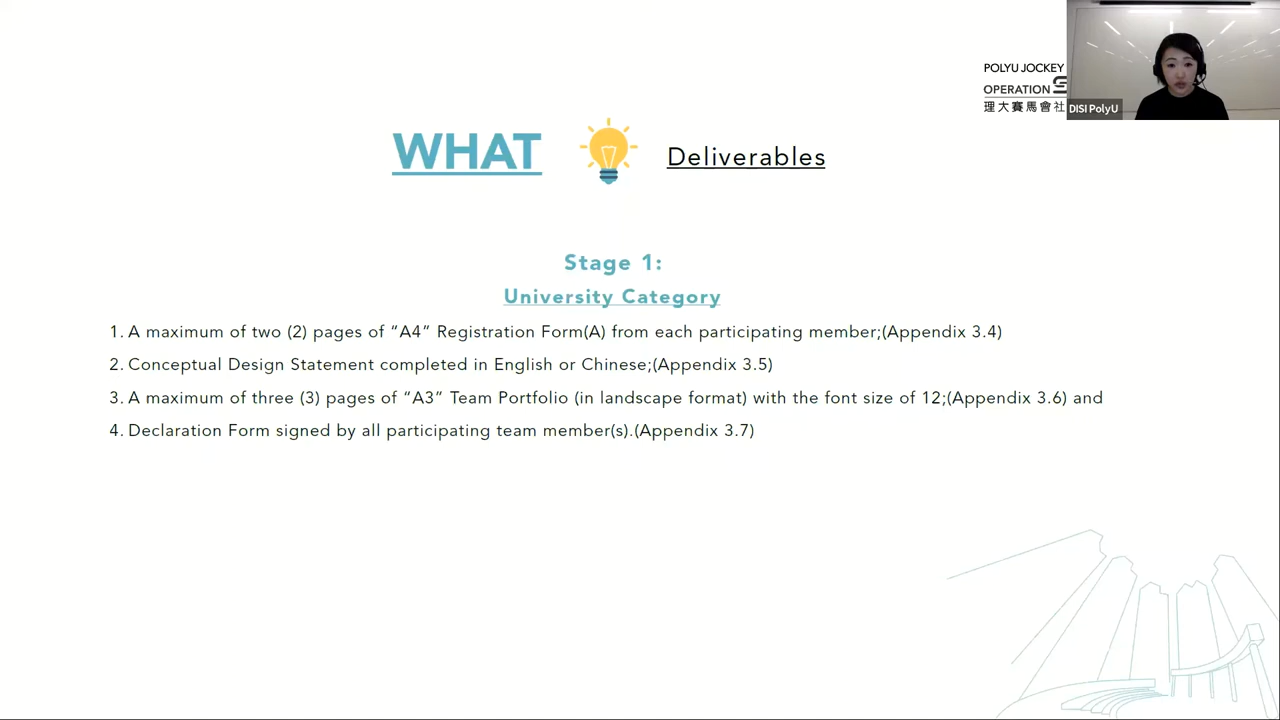 POLYU JOCKEY
OPERATION S
理大賽馬會社
DISI PolyU
WHAT
Deliverables
Stage 1:
University Category
1. A maximum of two (2) pages of “A4” Registration Form(A) from each participating member;(Appendix 3.4)
2. Conceptual Design Statement completed in English or Chinese;(Appendix 3.5)
3. A maximum of three (3) pages of “A3” Team Portfolio (in landscape format) with the font size of 12;(Appendix 3.6) and
4. Declaration Form signed by all participating team member(s).(Appendix 3.7)